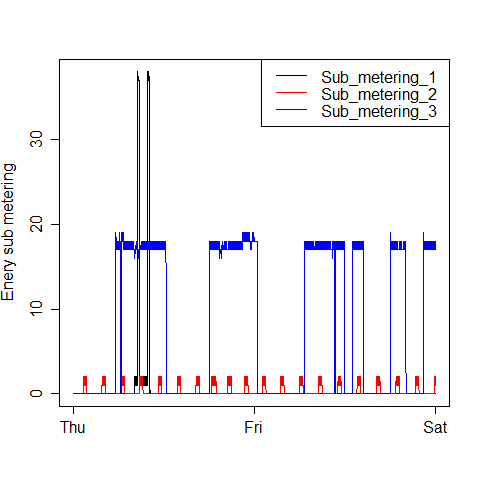 Sub_metering_1
Sub_metering_2
Sub_metering_3
Enery sub metering
30
20
10
0
Thu Fri Sat